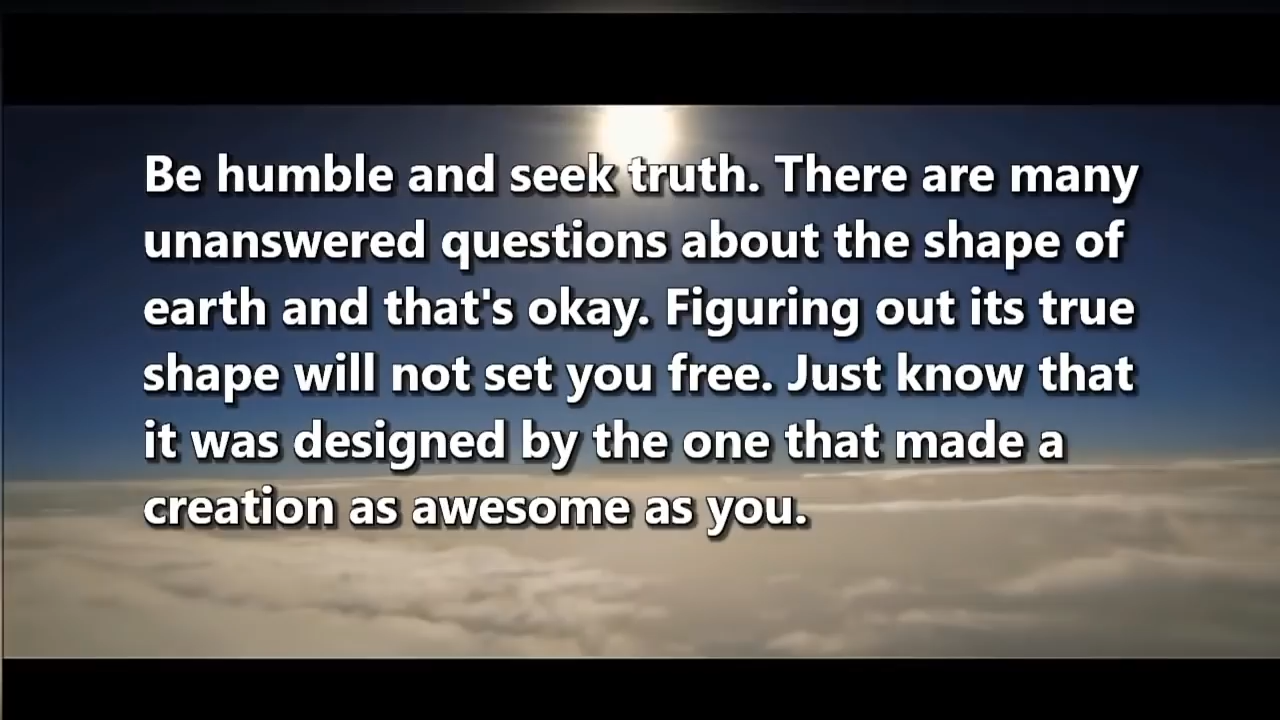 Be humble and seek truth. There are many
unanswered questions about the shape of
earth and that's okay. Figuring out its true
shape will not set you free. Just know that
it was designed by the one that made a
creation as awesome as you.